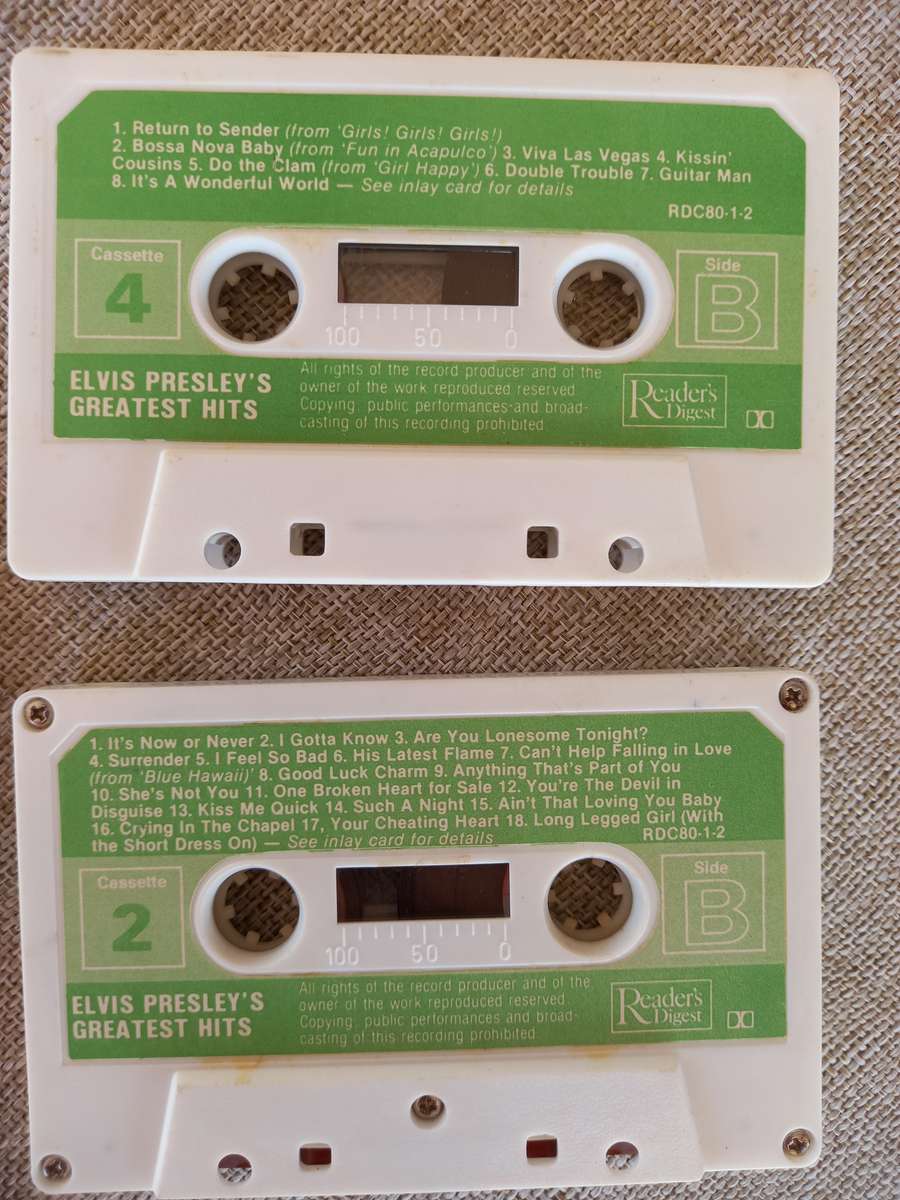 1. Return to Sender (from 'Girls! Girls! Girls!)
2. Bossa Nova Baby (from 'Fun in Acapulco') 3. Viva Las Vegas 4. Kissin'
Cousins 5. Do the Clam (from 'Girl Happy') 6. Double Trouble 7. Guitar Man
8. It's A Wonderful World — See inlay card for details
RDC80-1-2
Cassette
4
Side
B
100 50 0
ELVIS PRESLEY'S
GREATEST HITS
All rights of the record producer and of the
owner of the work reproduced reserved.
Copying, public performances and broad-
casting of this recording prohibited.
Reader's
Digest
1. It's Now or Never 2. I Gotta Know 3. Are You Lonesome Tonight?
4. Surrender 5. I Feel So Bad 6. His Latest Flame 7. Can't Help Falling in Love
(from 'Blue Hawaii)' 8. Good Luck Charm 9. Anything That's Part of You
10. She's Not You 11. One Broken Heart for Sale 12. You're The Devil in
Disguise 13. Kiss Me Quick 14. Such A Night 15. Ain't That Loving You Baby
16. Crying In The Chapel 17, Your Cheating Heart 18. Long Legged Girl (With
the Short Dress On) — See inlay card for details
RDC80-1-2
Cassette
2
Side
B
100 50 0
ELVIS PRESLEY'S
GREATEST HITS
All rights of the record producer and of the
owner of the work reproduced reserved.
Copying, public performances and broad-
casting of this recording prohibited.
Reader's
Digest